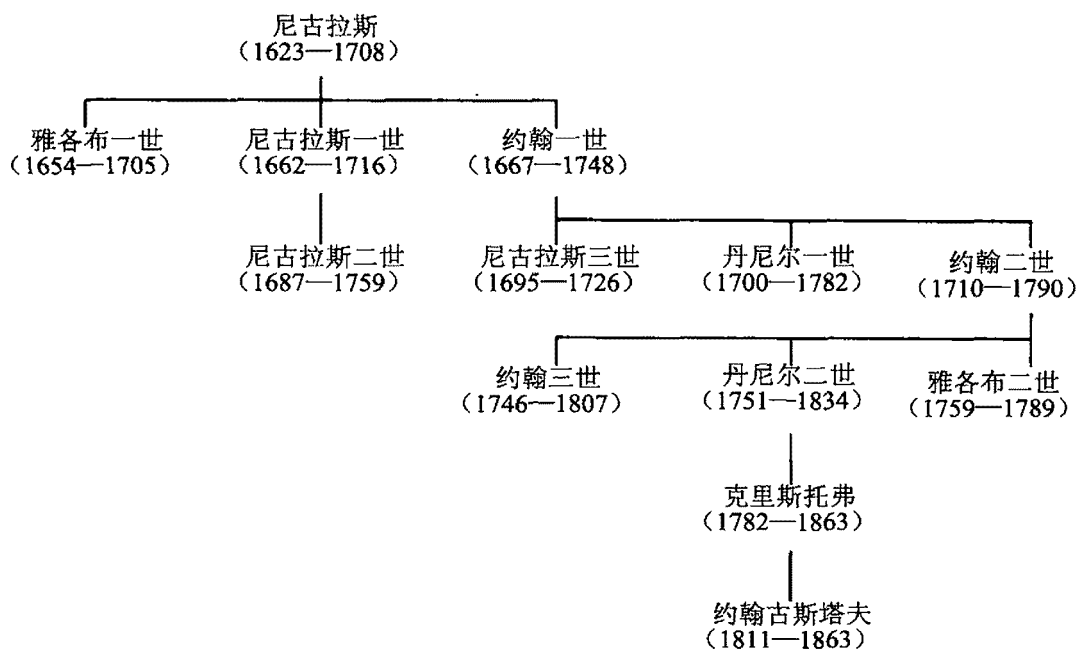 尼古拉斯
（1623—1708）
雅各布一世 尼古拉斯一世 约翰一世
（1654—1705） （1662—1716） （1667—1748）
尼古拉斯二世 尼古拉斯三世 丹尼尔一世 约翰二世
（1687—1759） （1695—1726） （1700—1782） （1710—1790）
约翰三世 丹尼尔二世 雅各布二世
（1746—1807） （1751—1834） （1759—1789）
克里斯托弗
（1782—1863）
约翰古斯塔夫
（1811—1863）